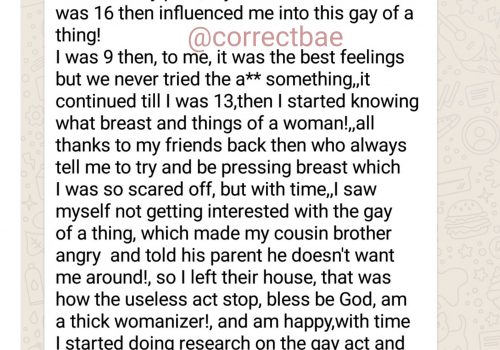 was 16 then influenced me into this gay of a
thing!
@correctbae
I was 9 then, to me, it was the best feelings
but we never tried the a** something,,it
continued till I was 13,then I started knowing
what breast and things of a woman!,,all
thanks to my friends back then who always
tell me to try and be pressing breast which
I was so scared off, but with time,,I saw
myself not getting interested with the gay
of a thing, which made my cousin brother
angry  and told his parent he doesn't want
me around!, so I left their house, that was
how the useless act stop, bless be God, am
a thick womanizer!, and am happy,with time
I started doing research on the gay act and